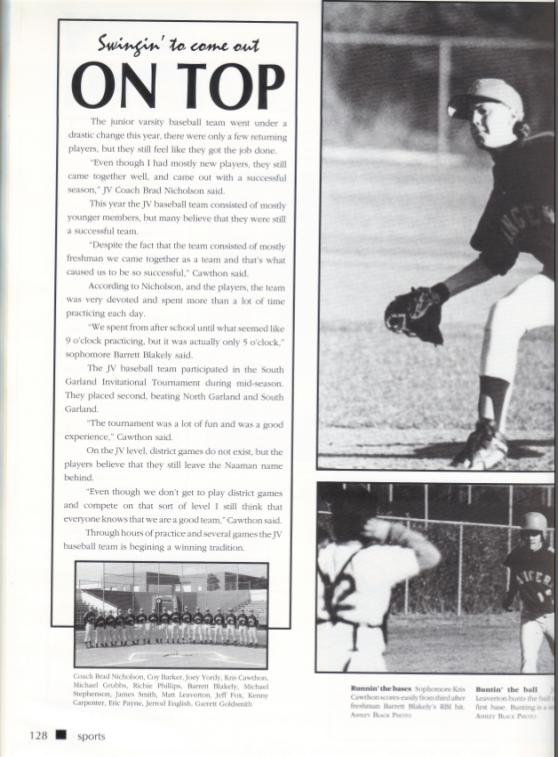 Swingin' to come out
ON TOP
The junior varsity baseball team went under a
drastic change this year, there were only a few returning
players, but they still feel like they got the job done.
"Even though I had mostly new players, they still
came together well, and came out with a successful
season," JV Coach Brad Nicholson said.
This year the JV baseball team consisted of mostly
younger members, but many believe that they were still
a successful team.
"Despite the fact that the team consisted of mostly
freshman we came together as a team and that's what
caused us to be so successful," Cawthon said.
According to Nicholson, and the players, the team
was very devoted and spent more than a lot of time
practicing each day.
"We spent from after school until what seemed like
9 o'clock practicing, but it was actually only 5 o'clock,"
sophomore Barrett Blakely said.
The JV baseball team participated in the South
Garland Invitational Tournament during mid-season.
They placed second, beating North Garland and South
Garland.
"The tournament was a lot of fun and was a good
experience," Cawthon said.
On the JV level, district games do not exist, but the
players believe that they still leave the Naaman name
behind.
"Even though we don't get to play district games
and compete on that sort of level I still think that
everyone knows that we are a good team," Cawthon said.
Through hours of practice and several games the JV
baseball team is begining a winning tradition.
Coach Brad Nicholson, Coy Barker, Joey Yordy, Kris Cawthon,
Michael Grubbs, Richie Phillips, Barrett Blakely, Michael
Stephenson, James Smith, Matt Leaverton, Jeff Fox, Kenny
Carpenter, Eric Payne, Jerrod English, Garrett Goldsmith
Runnin' the bases Sophomore Kris
Cawthon scores easily from third after
freshman Barrett Blakely's RBI hit.
ASHLEY BLACK PHOTO
Buntin' the ball
Leaverton bunts the ball
first base. Bunting is a
ASHLEY BLACK PHOTO
128 ■ sports